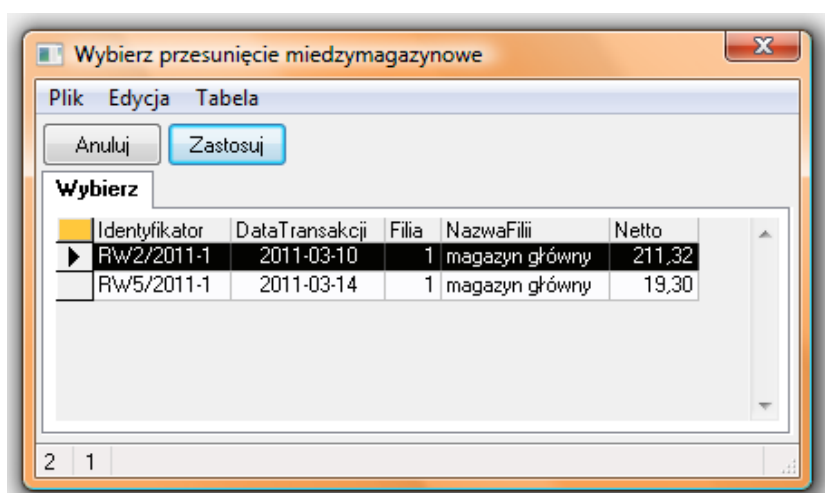 Wybierz przesunięcie miedzymagazynowe
Plik Edycja Tabela
Anuluj Zastosuj
Wybierz
Identyfikator DataTransakcji Filia NazwaFilii Netto
RW2/2011-1 2011-03-10 1 magazyn główny 211,32
RW5/2011-1 2011-03-14 1 magazyn główny 19,30
2 1